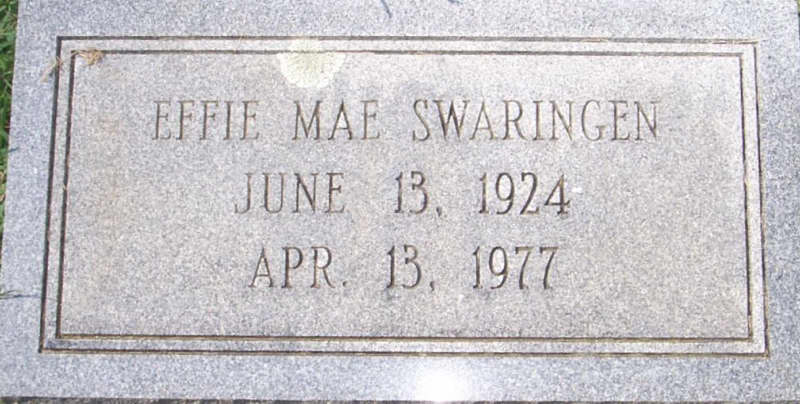 EFFIE MAE SWARINGEN
JUNE 13, 1924
APR. 13, 1977